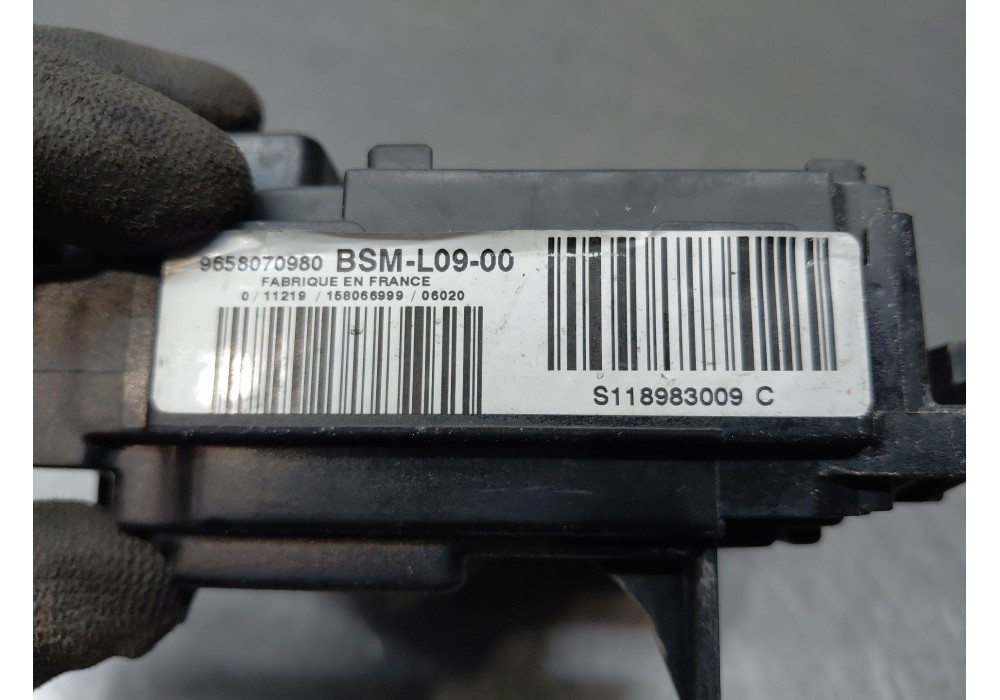 9658070980 BSM-L09-00
FABRIQUE EN FRANCE
0/11219/158066999/06020
S118983009 C